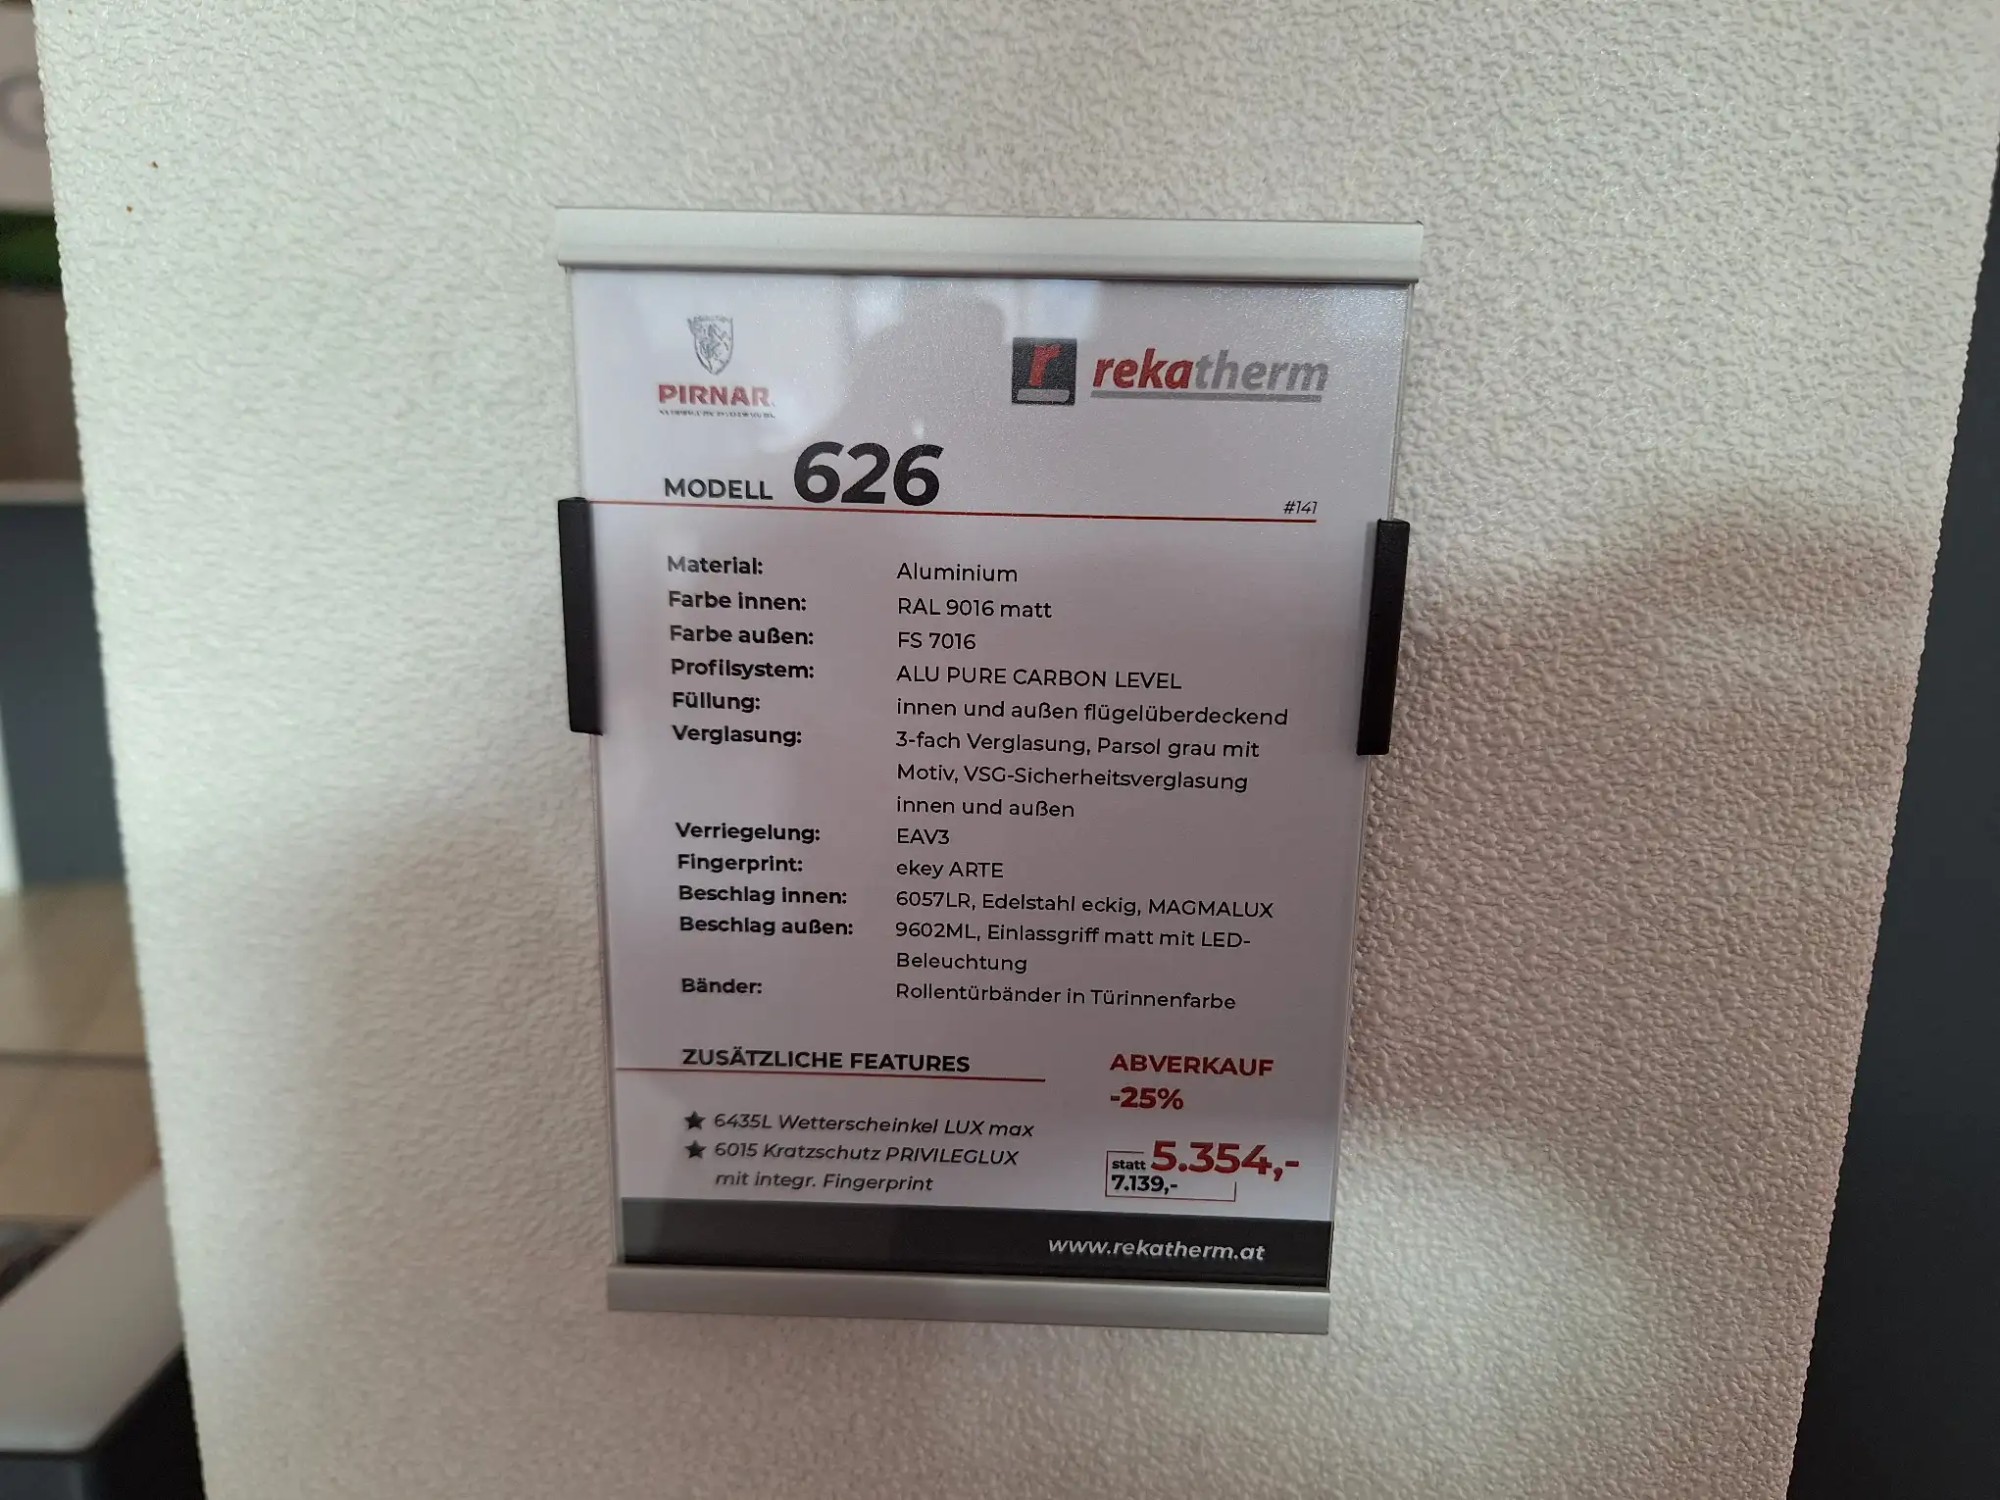 PIRNAR
rekatherm
MODELL 626
#141
Material: Aluminium
Farbe innen: RAL 9016 matt
Farbe außen: FS 7016
Profilsystem: ALU PURE CARBON LEVEL
Füllung: innen und außen flügelüberdeckend
Verglasung: 3-fach Verglasung, Parsol grau mit
Motiv, VSG-Sicherheitsverglasung
innen und außen
Verriegelung: EAV3
Fingerprint: ekey ARTE
Beschlag innen: 6057LR, Edelstahl eckig, MAGMALUX
Beschlag außen: 9602ML, Einlassgriff matt mit LED-
Beleuchtung
Bänder: Rollentürbänder in Türinnenfarbe
ZUSÄTZLICHE FEATURES
★ 6435L Wetterscheinkel LUX max
★ 6015 Kratzschutz PRIVILEGLUX
mit integr. Fingerprint
ABVERKAUF
-25%
statt 5.354,-
7.139,-
www.rekatherm.at